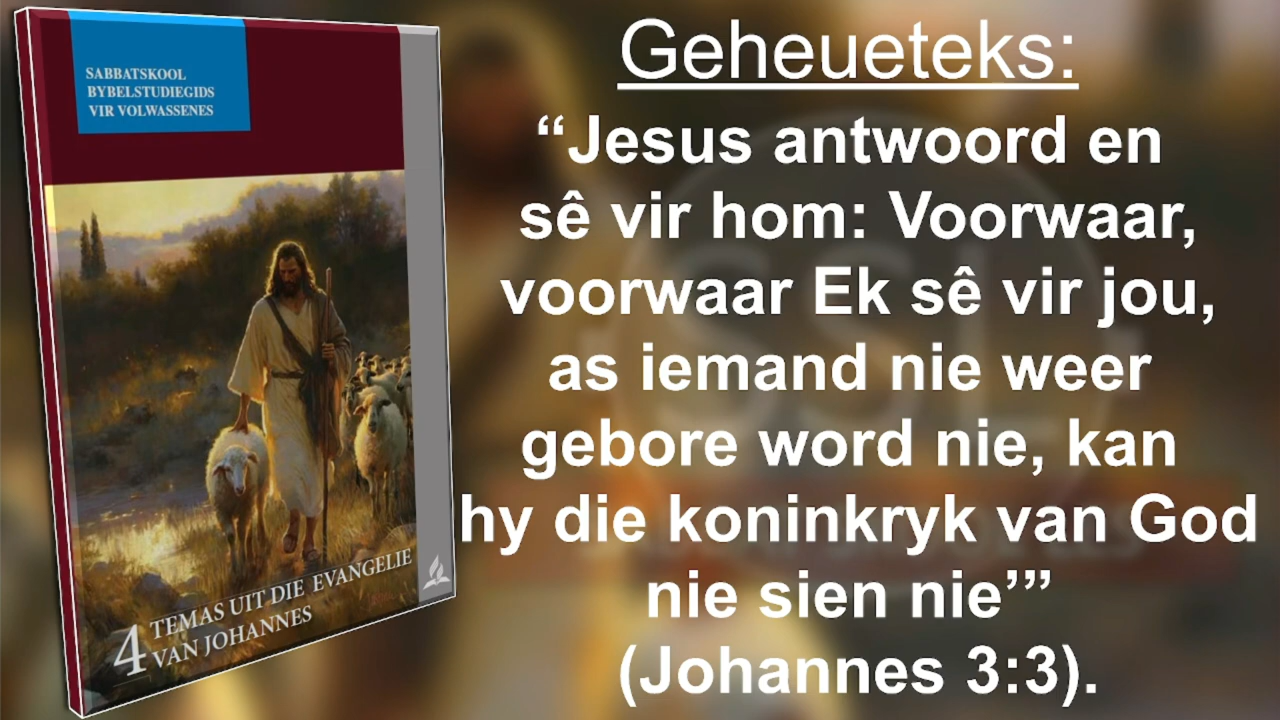 SABBATSKOOL
BYBELSTUDIEGIDS
VIR VOLWASSENES
4 TEMAS UIT DIE EVANGELIE
VAN JOHANNES
Geheueteks:
“Jesus antwoord en
sê vir hom: Voorwaar,
voorwaar Ek sê vir jou,
as iemand nie weer
gebore word nie, kan
hy die koninkryk van God
nie sien nie’”
(Johannes 3:3).